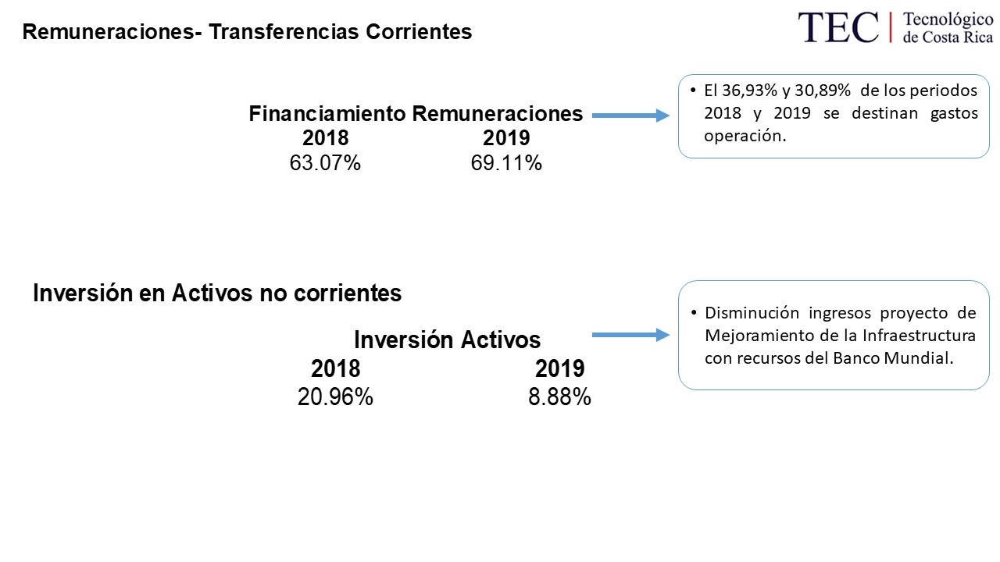 Remuneraciones- Transferencias Corrientes
TEC | Tecnológico
de Costa Rica
Financiamiento Remuneraciones
2018 2019
63.07% 69.11%
• El 36,93% y 30,89% de los periodos
2018 y 2019 se destinan gastos
operación.
Inversión en Activos no corrientes
Inversión Activos
2018 2019
20.96% 8.88%
• Disminución ingresos proyecto de
Mejoramiento de la Infraestructura
con recursos del Banco Mundial.